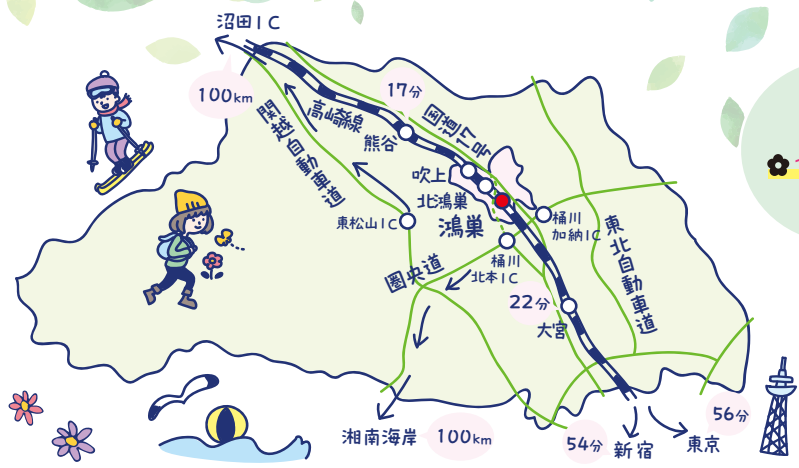 沼田IC
100km
17分
国道17号
高崎線
関越自動車道
熊谷
吹上
北鴻巣
鴻巣
東松山IC
桶川
加納IC
桶川
北本IC
圏央道
東北自動車道
22分
大宮
湘南海岸
100km
54分
新宿
東京
56分